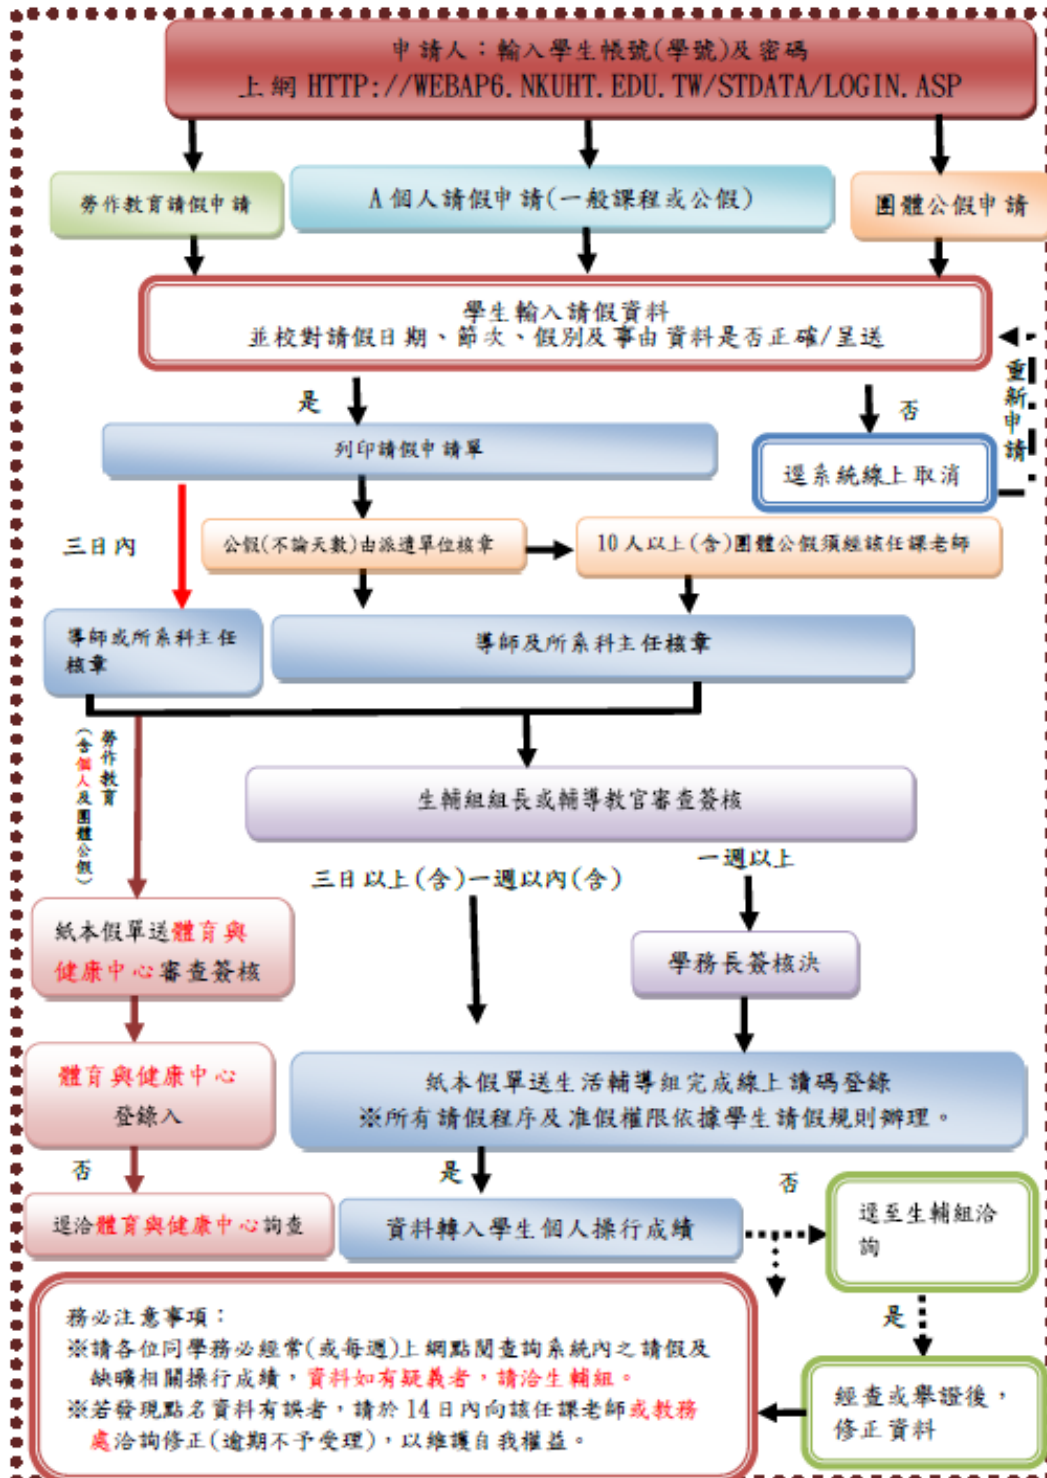 申請人：輸入學生帳號(學號)及密碼
上網 HTTP://WEBAP6.NKUHT.EDU.TW/STDATA/LOGIN.ASP
勞作教育請假申請
A 個人請假申請(一般課程或公假)
團體公假申請
學生輸入請假資料
並校對請假日期、節次、假別及事由資料是否正確/呈送
是
否
重新申請
列印請假申請單
逕系統線上取消
三日內
公假(不論天數)由派遣單位核章
10 人以上(含)團體公假須經該任課老師
導師或所系科主任
核章
導師及所系科主任核章
勞作教育
(含個人及團體公假)
生輔組組長或輔導教官審查簽核
三日以上(含)一週以內(含)
一週以上
紙本假單送體育與
健康中心審查簽核
學務長簽核決
體育與健康中心
登錄入
紙本假單送生活輔導組完成線上讀碼登錄
※所有請假程序及准假權限依據學生請假規則辦理。
否
是
否
逕洽體育與健康中心詢查
資料轉入學生個人操行成績
逕至生輔組洽
詢
是
務必注意事項：
※請各位同學務必經常(或每週)上網點閱查詢系統內之請假及
缺曠相關操行成績，資料如有疑義者，請洽生輔組。
※若發現點名資料有誤者，請於 14 日內向該任課老師或教務
處洽詢修正(逾期不予受理)，以維護自我權益。
經查或舉證後，
修正資料